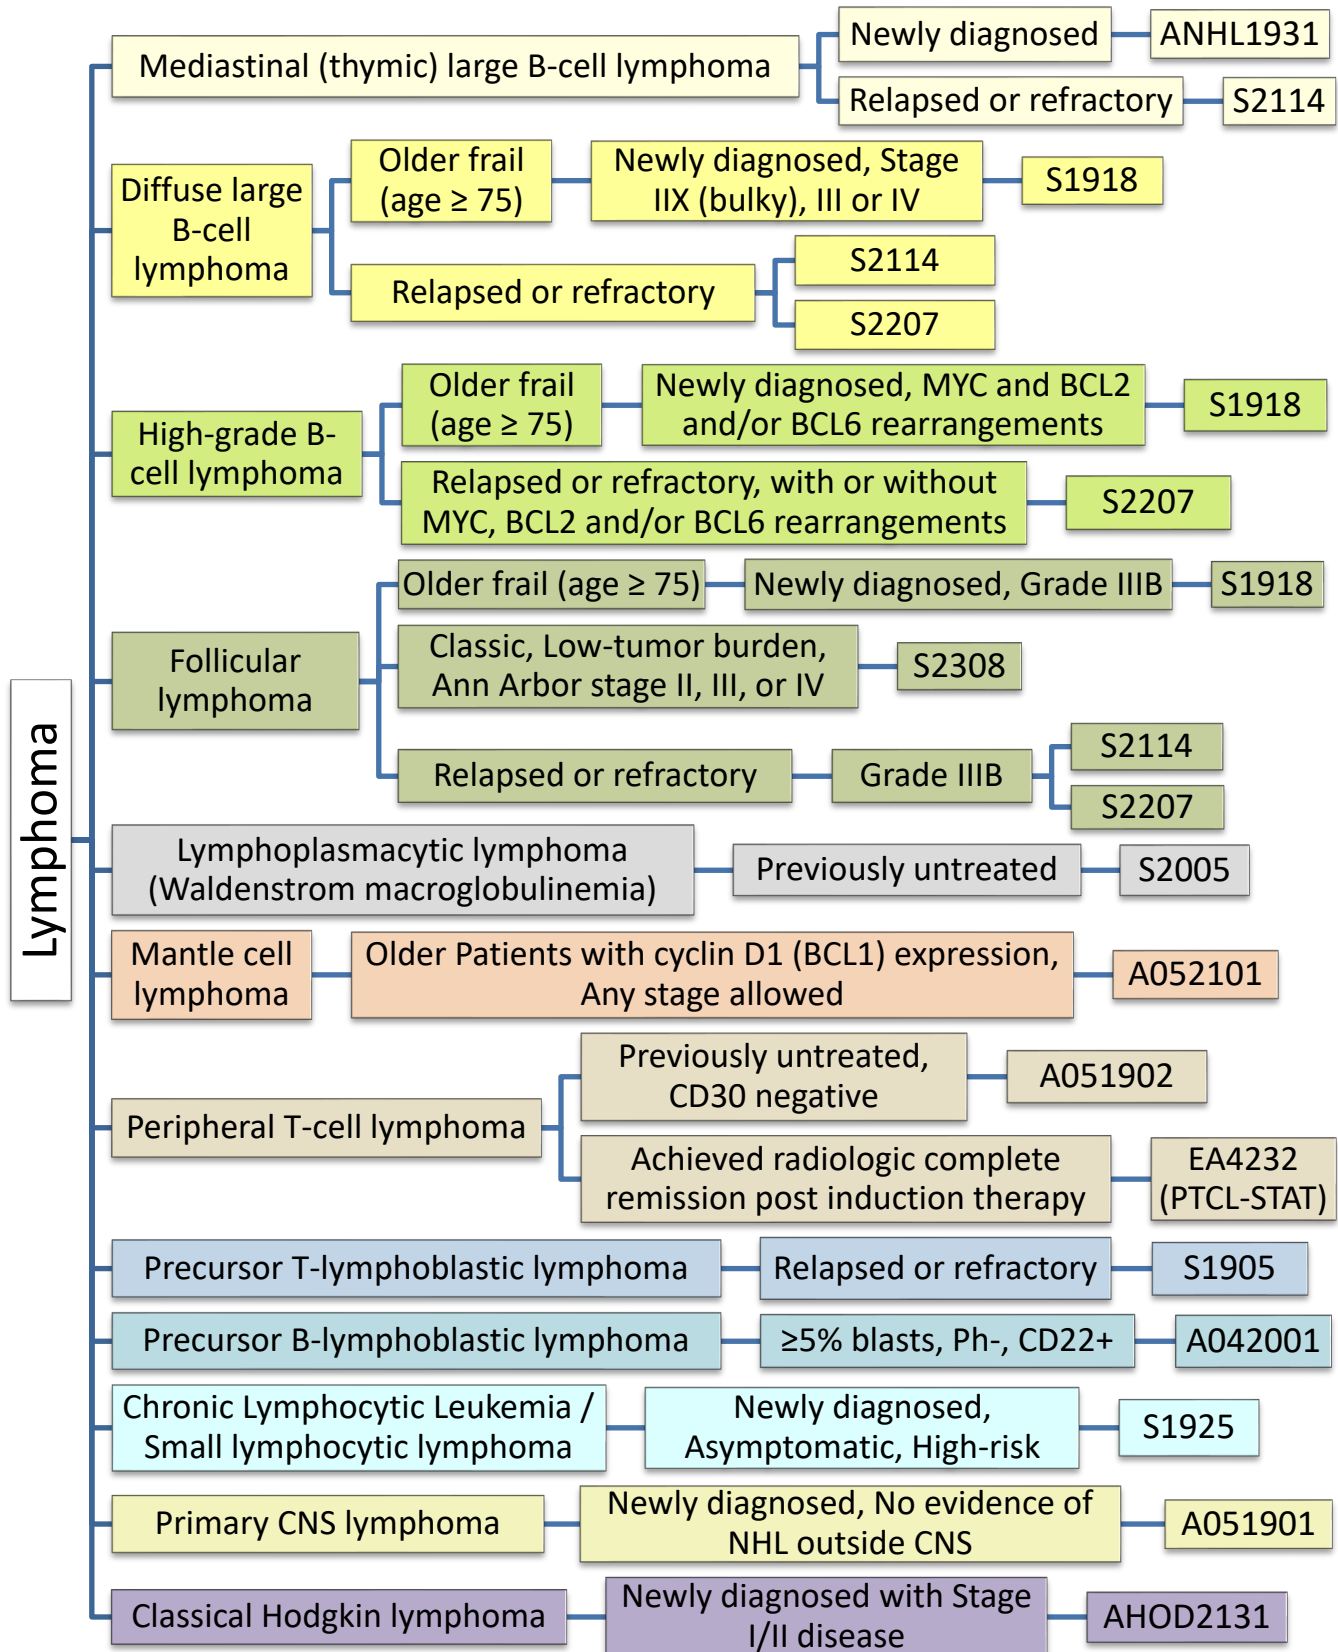 Lymphoma
Mediastinal (thymic) large B-cell lymphoma
Newly diagnosed
ANHL1931
Relapsed or refractory
S2114
Diffuse large
B-cell
lymphoma
Older frail
(age ≥ 75)
Newly diagnosed, Stage
IIX (bulky), III or IV
S1918
Relapsed or refractory
S2114
S2207
High-grade B-
cell lymphoma
Older frail
(age ≥ 75)
Newly diagnosed, MYC and BCL2
and/or BCL6 rearrangements
S1918
Relapsed or refractory, with or without
MYC, BCL2 and/or BCL6 rearrangements
S2207
Follicular
lymphoma
Older frail (age ≥ 75)
Newly diagnosed, Grade IIIB
S1918
Classic, Low-tumor burden,
Ann Arbor stage II, III, or IV
S2308
Relapsed or refractory
Grade IIIB
S2114
S2207
Lymphoplasmacytic lymphoma
(Waldenstrom macroglobulinemia)
Previously untreated
S2005
Mantle cell
lymphoma
Older Patients with cyclin D1 (BCL1) expression,
Any stage allowed
A052101
Peripheral T-cell lymphoma
Previously untreated,
CD30 negative
A051902
Achieved radiologic complete
remission post induction therapy
EA4232
(PTCL-STAT)
Precursor T-lymphoblastic lymphoma
Relapsed or refractory
S1905
Precursor B-lymphoblastic lymphoma
≥5% blasts, Ph-, CD22+
A042001
Chronic Lymphocytic Leukemia /
Small lymphocytic lymphoma
Newly diagnosed,
Asymptomatic, High-risk
S1925
Primary CNS lymphoma
Newly diagnosed, No evidence of
NHL outside CNS
A051901
Classical Hodgkin lymphoma
Newly diagnosed with Stage
I/II disease
AHOD2131